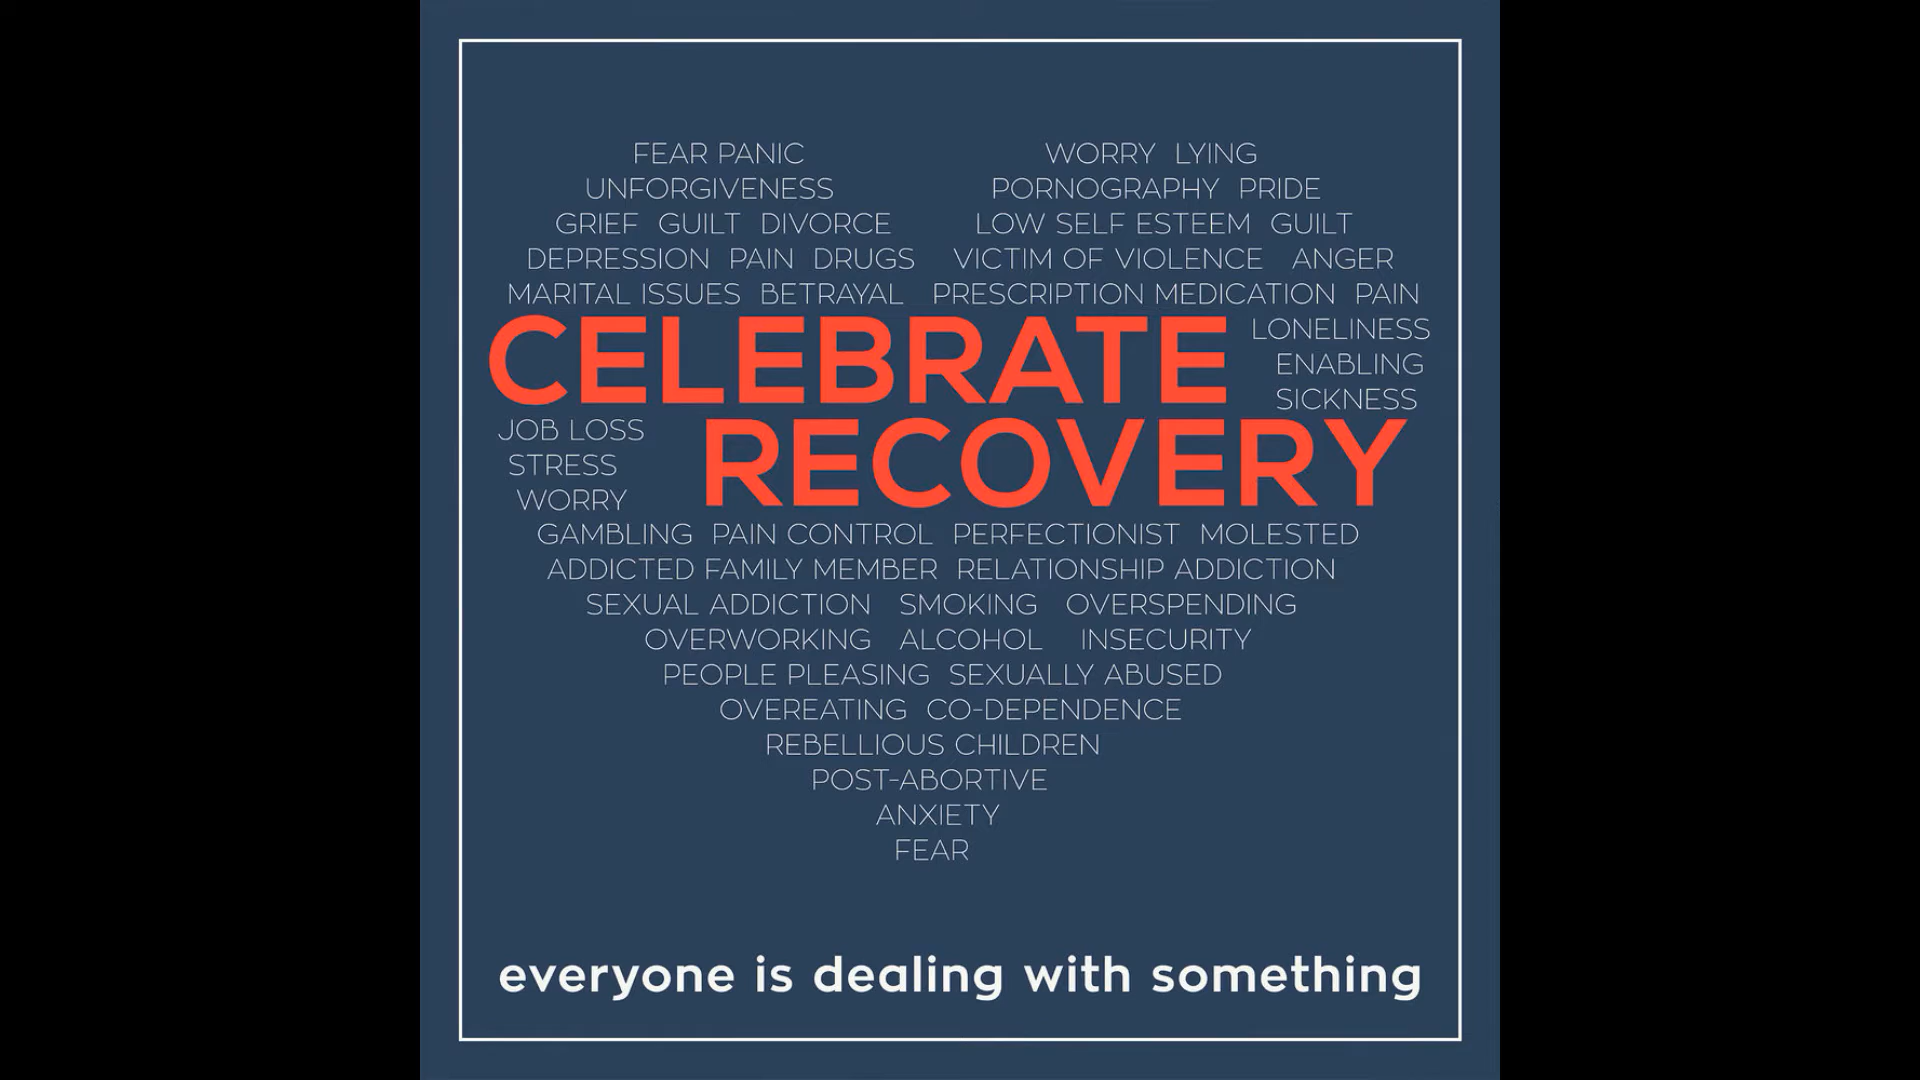 FEAR PANIC WORRY LYING
UNFORGIVENESS PORNOGRAPHY PRIDE
GRIEF GUILT DIVORCE LOW SELF ESTEEM GUILT
DEPRESSION PAIN DRUGS VICTIM OF VIOLENCE ANGER
MARITAL ISSUES BETRAYAL PRESCRIPTION MEDICATION PAIN
CELEBRATE
LONELINESS
ENABLING
SICKNESS
JOB LOSS
STRESS
WORRY
RECOVERY
GAMBLING PAIN CONTROL PERFECTIONIST MOLESTED
ADDICTED FAMILY MEMBER RELATIONSHIP ADDICTION
SEXUAL ADDICTION SMOKING OVERSPENDING
OVERWORKING ALCOHOL INSECURITY
PEOPLE PLEASING SEXUALLY ABUSED
OVEREATING CO-DEPENDENCE
REBELLIOUS CHILDREN
POST-ABORTIVE
ANXIETY
FEAR
everyone is dealing with something